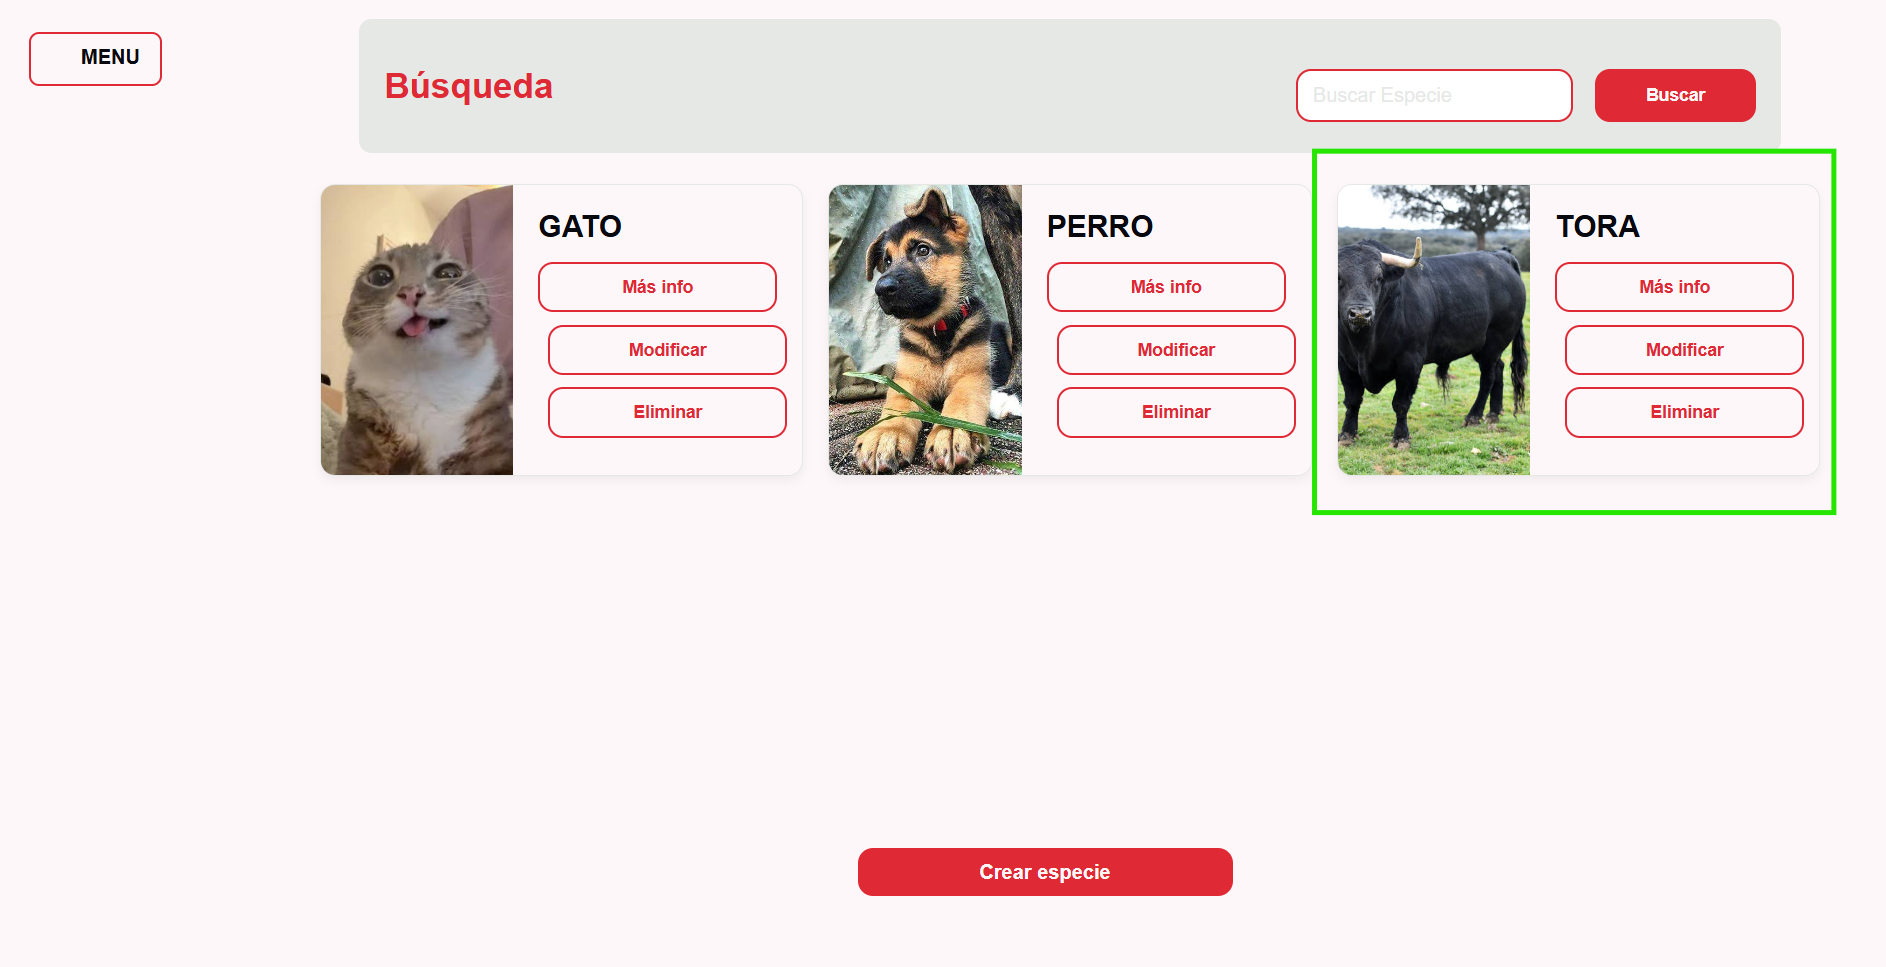 MENU
Búsqueda
Buscar Especie
Buscar
GATO
Más info
Modificar
Eliminar
PERRO
Más info
Modificar
Eliminar
TORA
Más info
Modificar
Eliminar
Crear especie